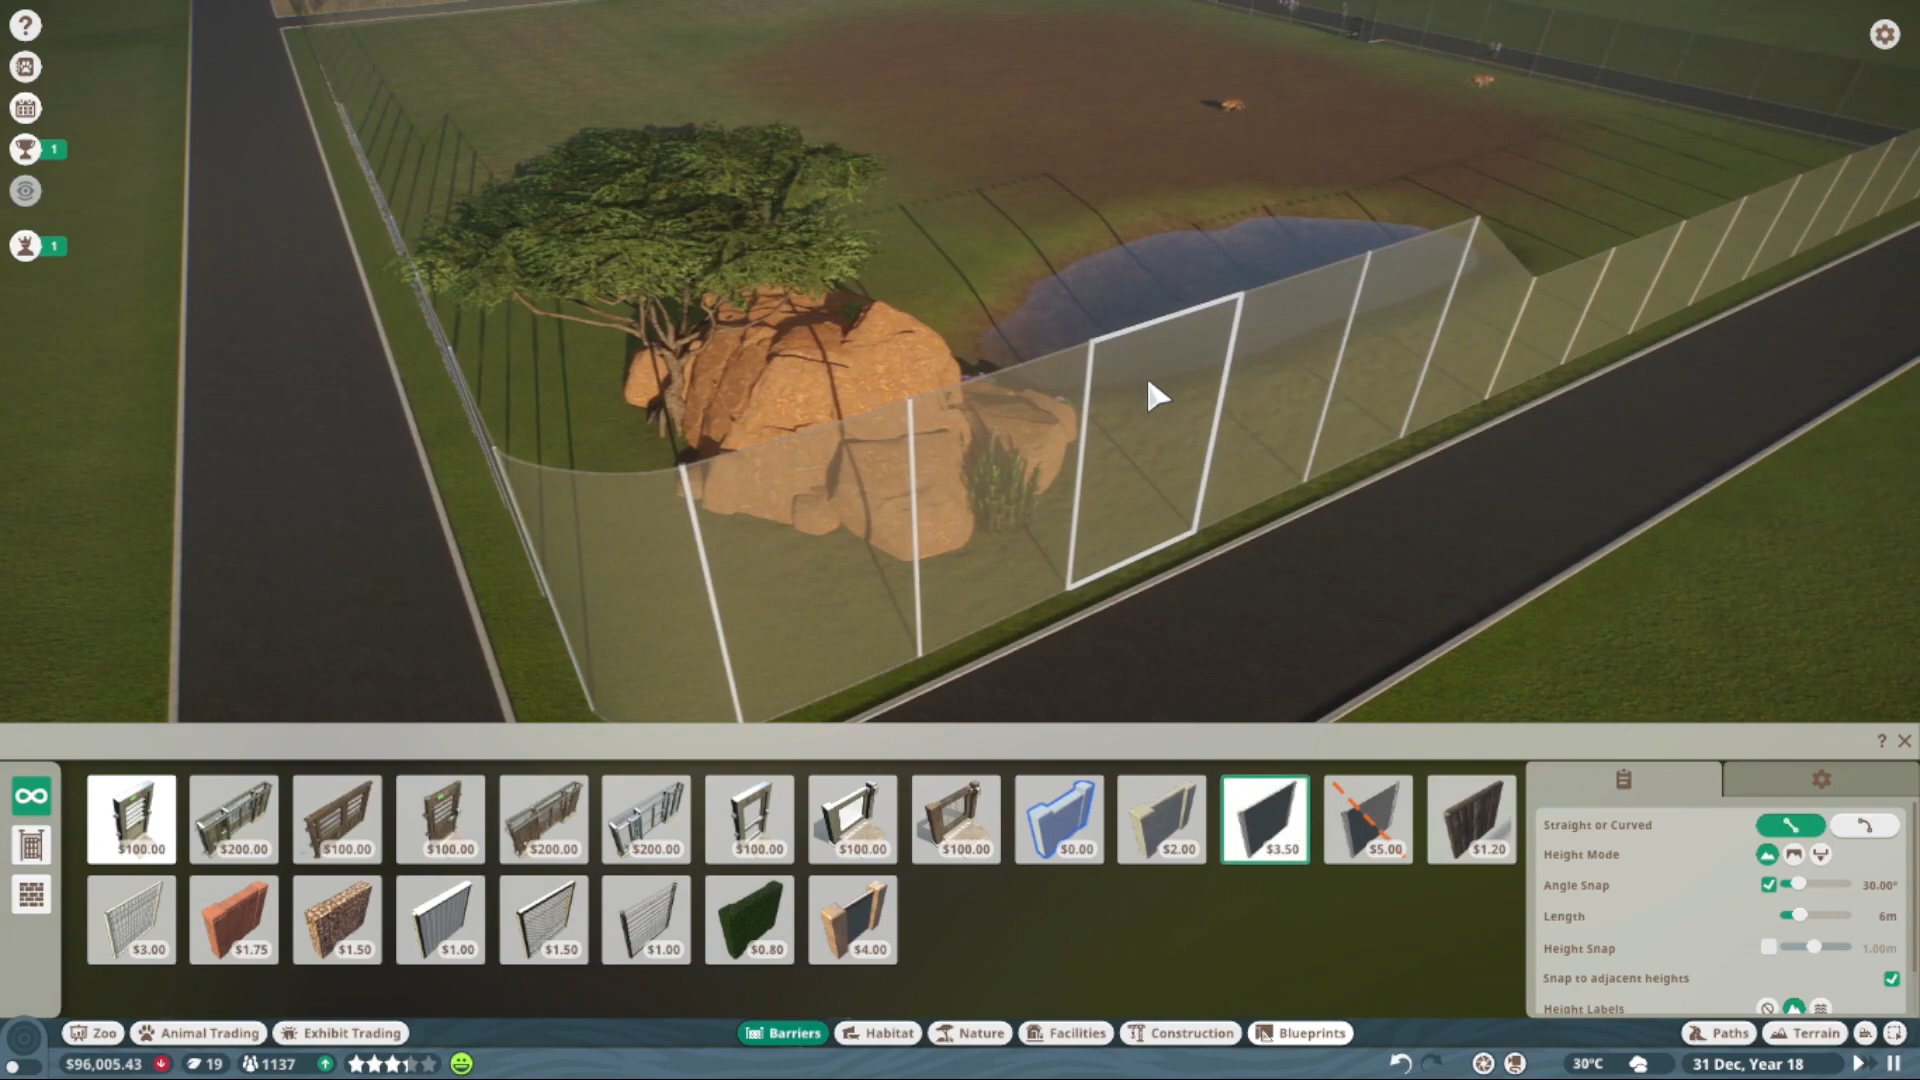 ?
1
1
? ×
$100.00 $200.00 $100.00 $100.00 $200.00 $200.00 $100.00 $100.00 $100.00 $0.00 $2.00 $3.50 $5.00 $1.20
$3.00 $1.75 $1.50 $1.00 $1.50 $1.00 $0.80 $4.00
Straight or Curved
Height Mode
Angle Snap 30.00°
Length 6m
Height Snap 1.00m
Snap to adjacent heights
Height Labels
Zoo Animal Trading Exhibit Trading Barriers Habitat Nature Facilities Construction Blueprints Paths Terrain
$96,005.43 19 1137 30°C 31 Dec, Year 18